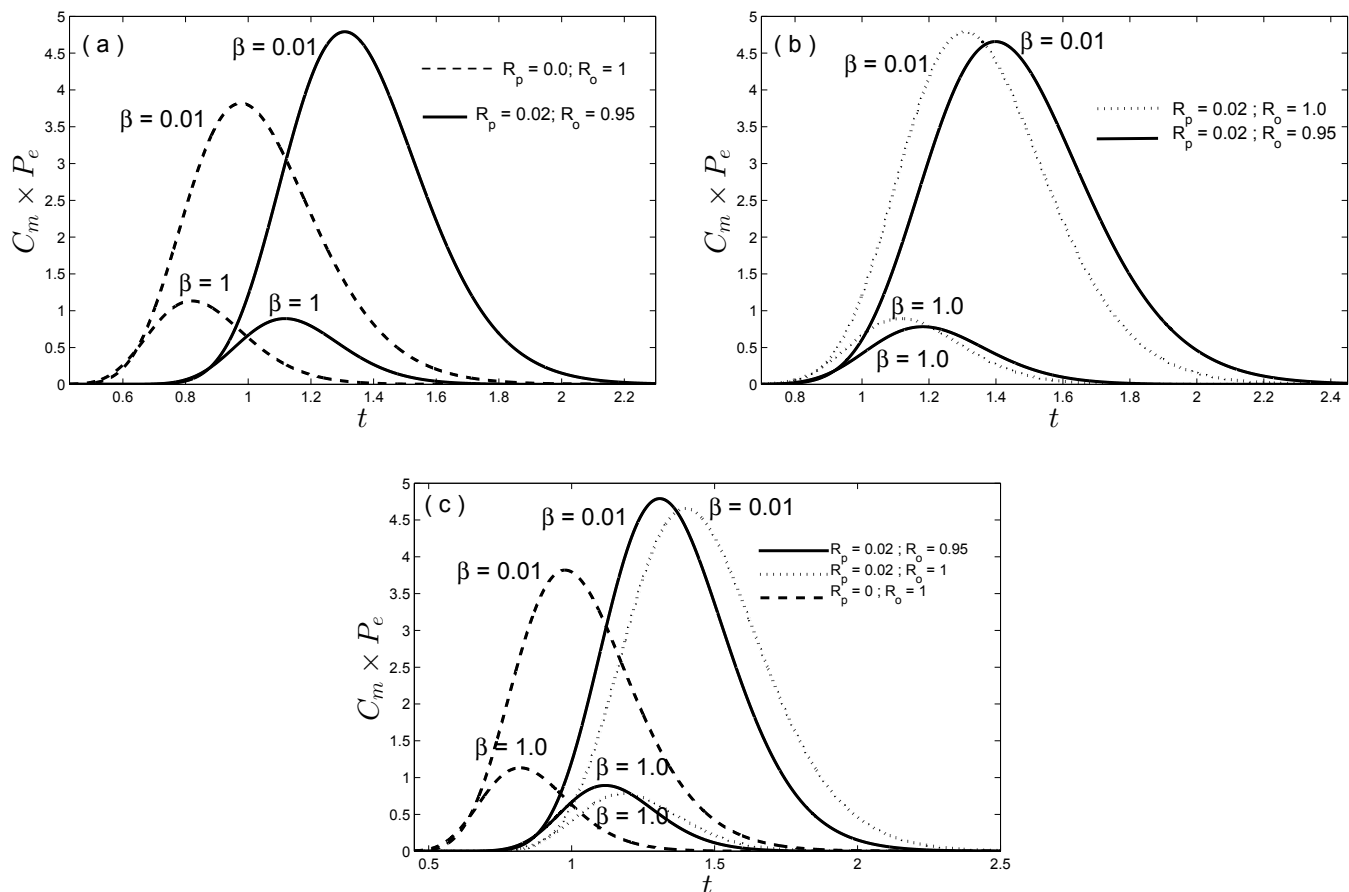 ( a )
5
4.5
4
3.5
3
2.5
2
1.5
1
0.5
0
C_m × P_e
β = 0.01
β = 0.01
β = 1
β = 1
R_p = 0.0; R_o = 1
R_p = 0.02; R_o = 0.95
0.6 0.8 1 1.2 1.4 1.6 1.8 2 2.2
t
( b )
5
4.5
4
3.5
3
2.5
2
1.5
1
0.5
0
C_m × P_e
β = 0.01
β = 0.01
R_p = 0.02 ; R_o = 1.0
R_p = 0.02 ; R_o = 0.95
β = 1.0
β = 1.0
0.8 1 1.2 1.4 1.6 1.8 2 2.2 2.4
t
( c )
5
4.5
4
3.5
3
2.5
2
1.5
1
0.5
0
C_m × P_e
β = 0.01
β = 0.01
β = 0.01
R_p = 0.02 ; R_o = 0.95
R_p = 0.02 ; R_o = 1
R_p = 0 ; R_o = 1
β = 1.0
β = 1.0
β = 1.0
0.5 1 1.5 2 2.5
t